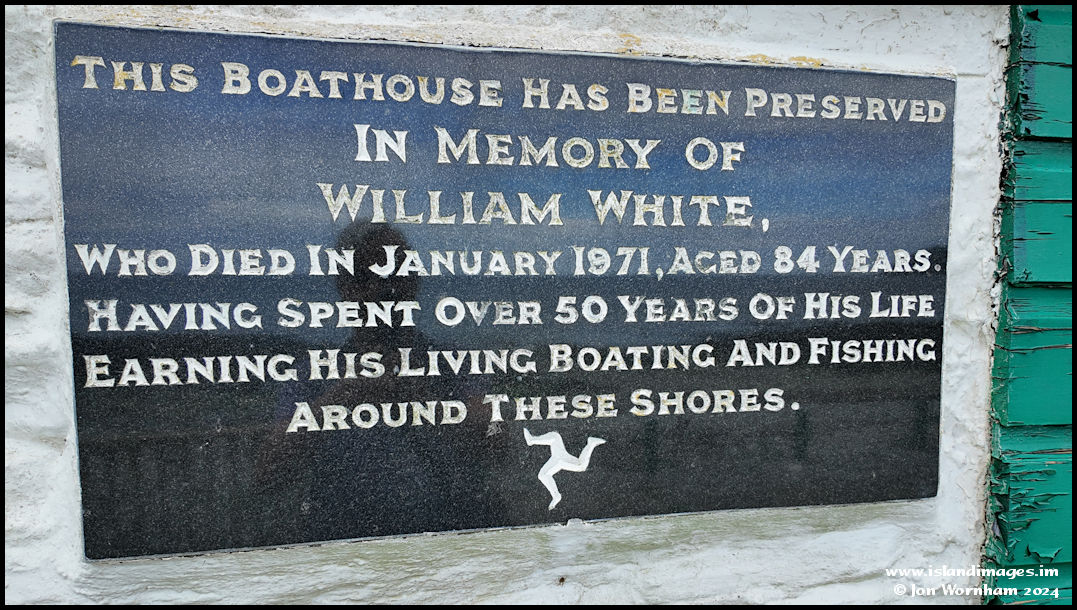 THIS BOATHOUSE HAS BEEN PRESERVED
IN MEMORY OF
WILLIAM WHITE,
WHO DIED IN JANUARY 1971, AGED 84 YEARS.
HAVING SPENT OVER 50 YEARS OF HIS LIFE
EARNING HIS LIVING BOATING AND FISHING
AROUND THESE SHORES.
www.islandimages.im
© Jon Wornham 2024